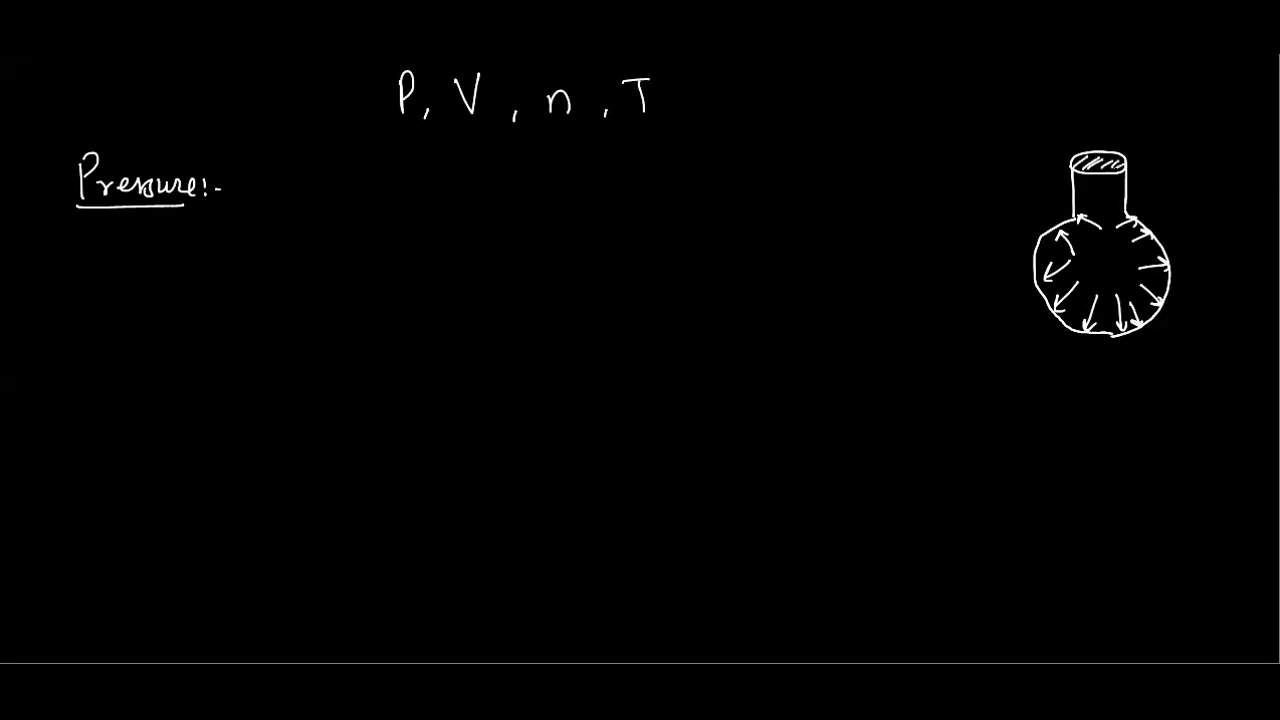 P, V, n, T
Pressure:-